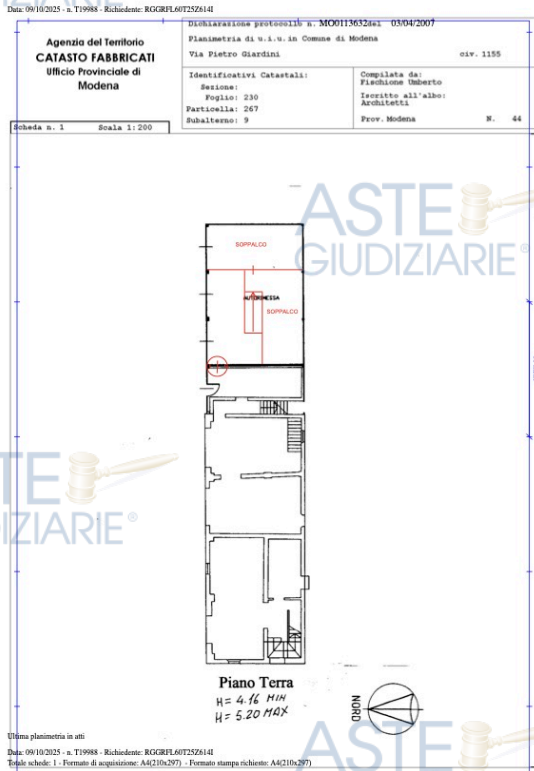 Data: 09/10/2025 - n. T19988 - Richiedente: RGGRFL60T25Z614I
Agenzia del Territorio
CATASTO FABBRICATI
Ufficio Provinciale di
Modena
Dichiarazione protocollo n. MO0113632del 03/04/2007
Planimetria di u.i.u. in Comune di Modena
Via Pietro Giardini civ. 1155
Identificativi Catastali:
Sezione:
Foglio: 230
Particella: 267
Subalterno: 9
Compilata da:
Fischione Umberto
Iscritto all'albo:
Architetti
Prov. Modena N. 44
Scheda n. 1 Scala 1:200
ASTE
GIUDIZIARIE®
SOPPALCO
AUTORIMESSA
SOPPALCO
ASTE
GIUDIZIARIE®
Piano Terra
H= 4.16 MIN
H= 5.20 MAX
NORD
ASTE
Ultima planimetria in atti
Data: 09/10/2025 - n. T19988 - Richiedente: RGGRFL60T25Z614I
Totale schede: 1 - Formato di acquisizione: A4(210x297) - Formato stampa richiesto: A4(210x297)